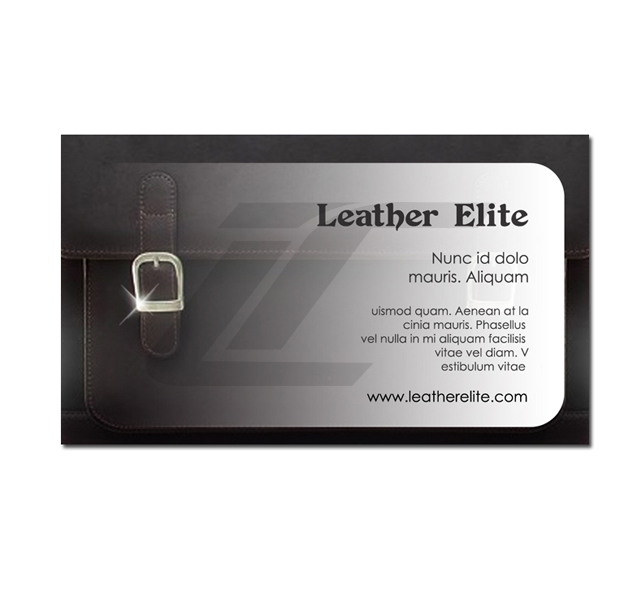 Leather Elite
Nunc id dolo
mauris. Aliquam
uismod quam. Aenean at la
cinia mauris. Phasellus
vel nulla in mi aliquam facilisis
vitae vel diam. V
estibulum vitae
www.leatherelite.com